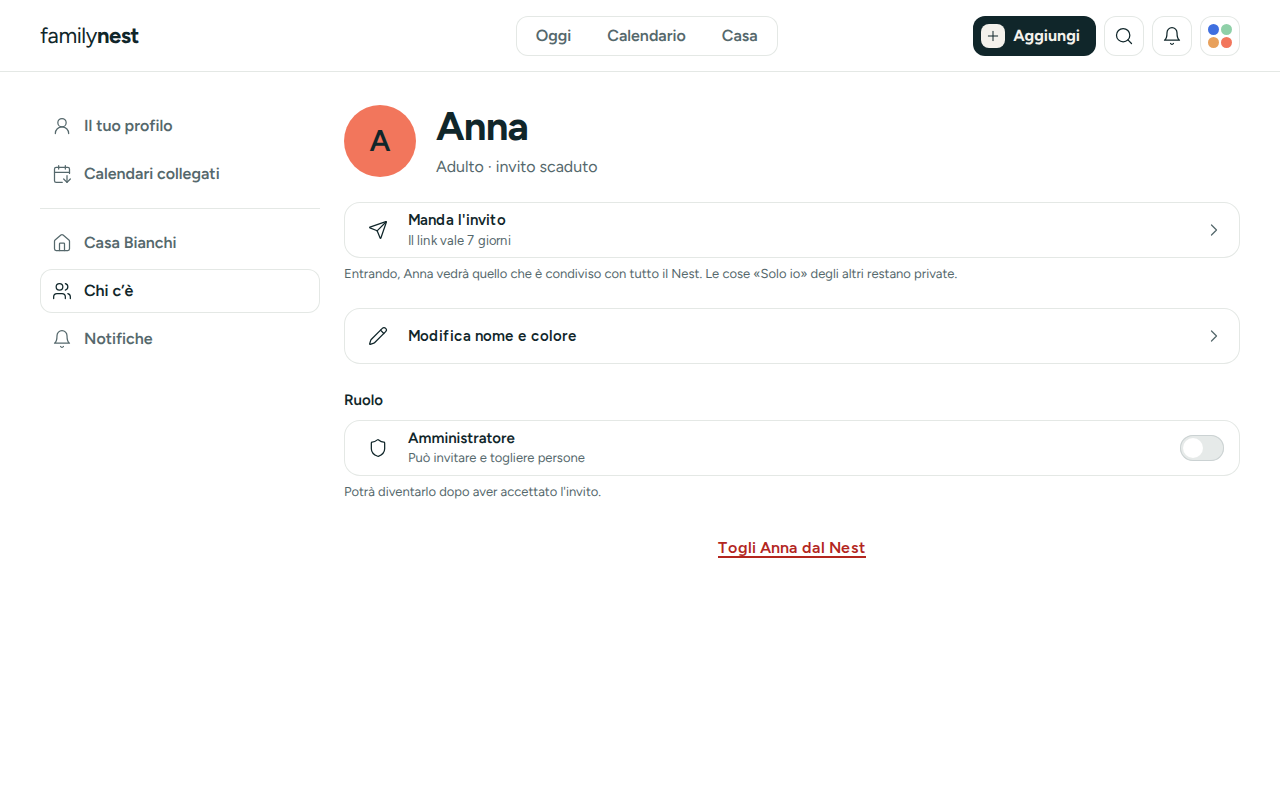 familynest
Oggi
Calendario
Casa
Aggiungi
Il tuo profilo
Calendari collegati
Casa Bianchi
Chi c’è
Notifiche
A
Anna
Adulto · invito scaduto
Manda l'invito
Il link vale 7 giorni
Entrando, Anna vedrà quello che è condiviso con tutto il Nest. Le cose «Solo io» degli altri restano private.
Modifica nome e colore
Ruolo
Amministratore
Può invitare e togliere persone
Potrà diventarlo dopo aver accettato l'invito.
Togli Anna dal Nest